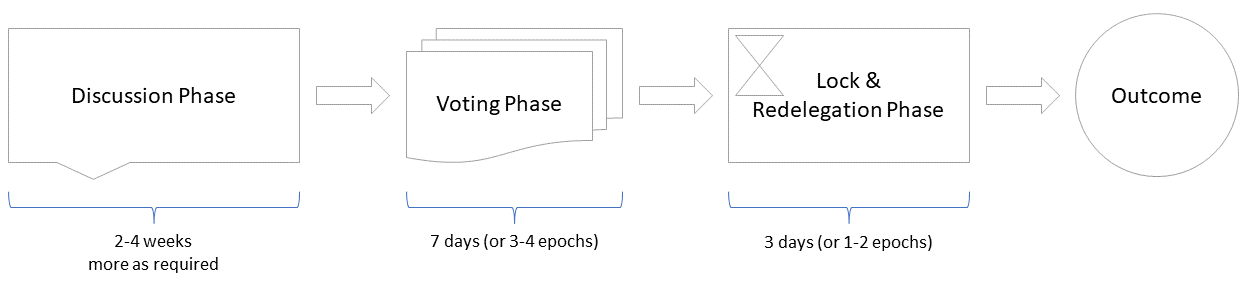 Discussion Phase
Voting Phase
Lock &
Redelegation Phase
Outcome
2-4 weeks
more as required
7 days (or 3-4 epochs)
3 days (or 1-2 epochs)